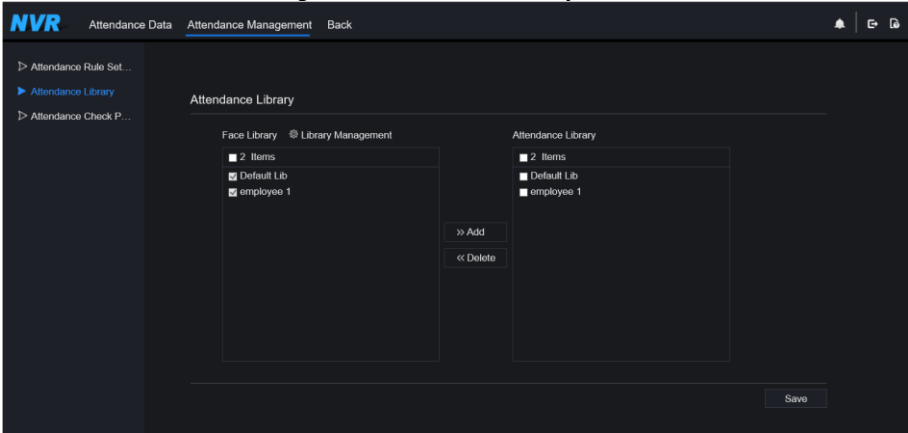 NVR Attendance Data Attendance Management Back
Attendance Rule Set...
Attendance Library
Attendance Check P...
Attendance Library
Face Library Library Management
2 Items
Default Lib
employee 1
>> Add
<< Delete
Attendance Library
2 Items
Default Lib
employee 1
Save